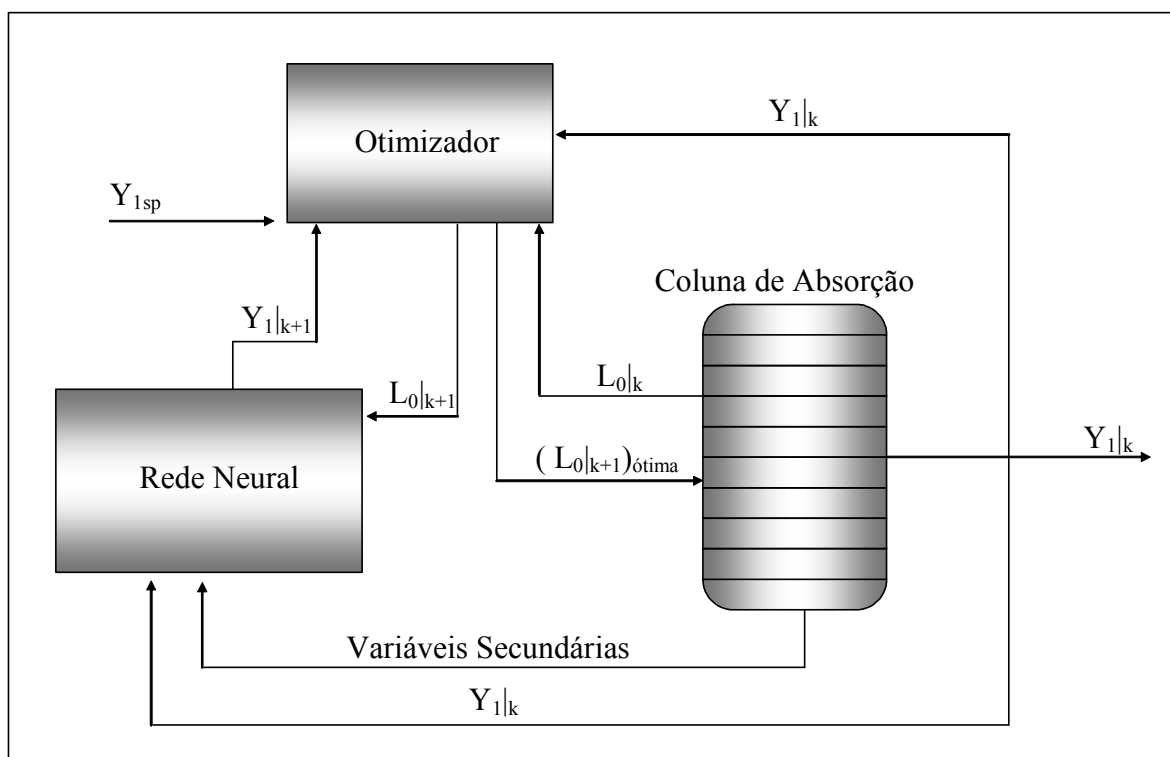 Y1|k
Otimizador
Y1sp
Coluna de Absorção
Y1|k+1
L0|k
L0|k+1
Y1|k
( L0|k+1)ótima
Rede Neural
Variáveis Secundárias
Y1|k